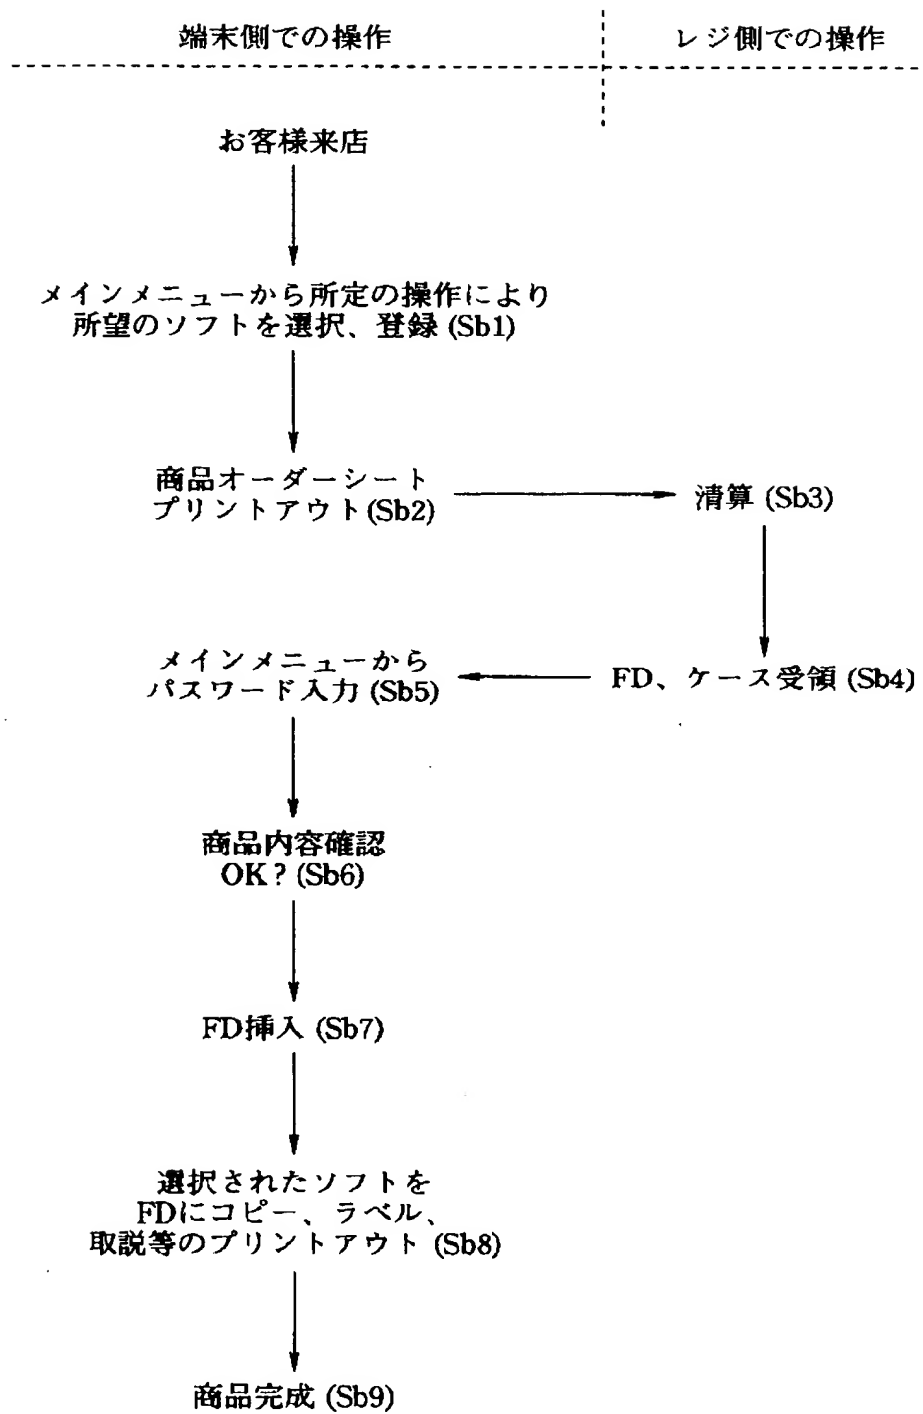 端末側での操作
レジ側での操作
お客様来店
メインメニューから所定の操作により
所望のソフトを選択、登録 (Sb1)
商品オーダーシート
プリントアウト(Sb2)
清算 (Sb3)
FD、ケース受領 (Sb4)
メインメニューから
パスワード入力 (Sb5)
商品内容確認
OK? (Sb6)
FD挿入 (Sb7)
選択されたソフトを
FDにコピー、ラベル、
取説等のプリントアウト (Sb8)
商品完成 (Sb9)